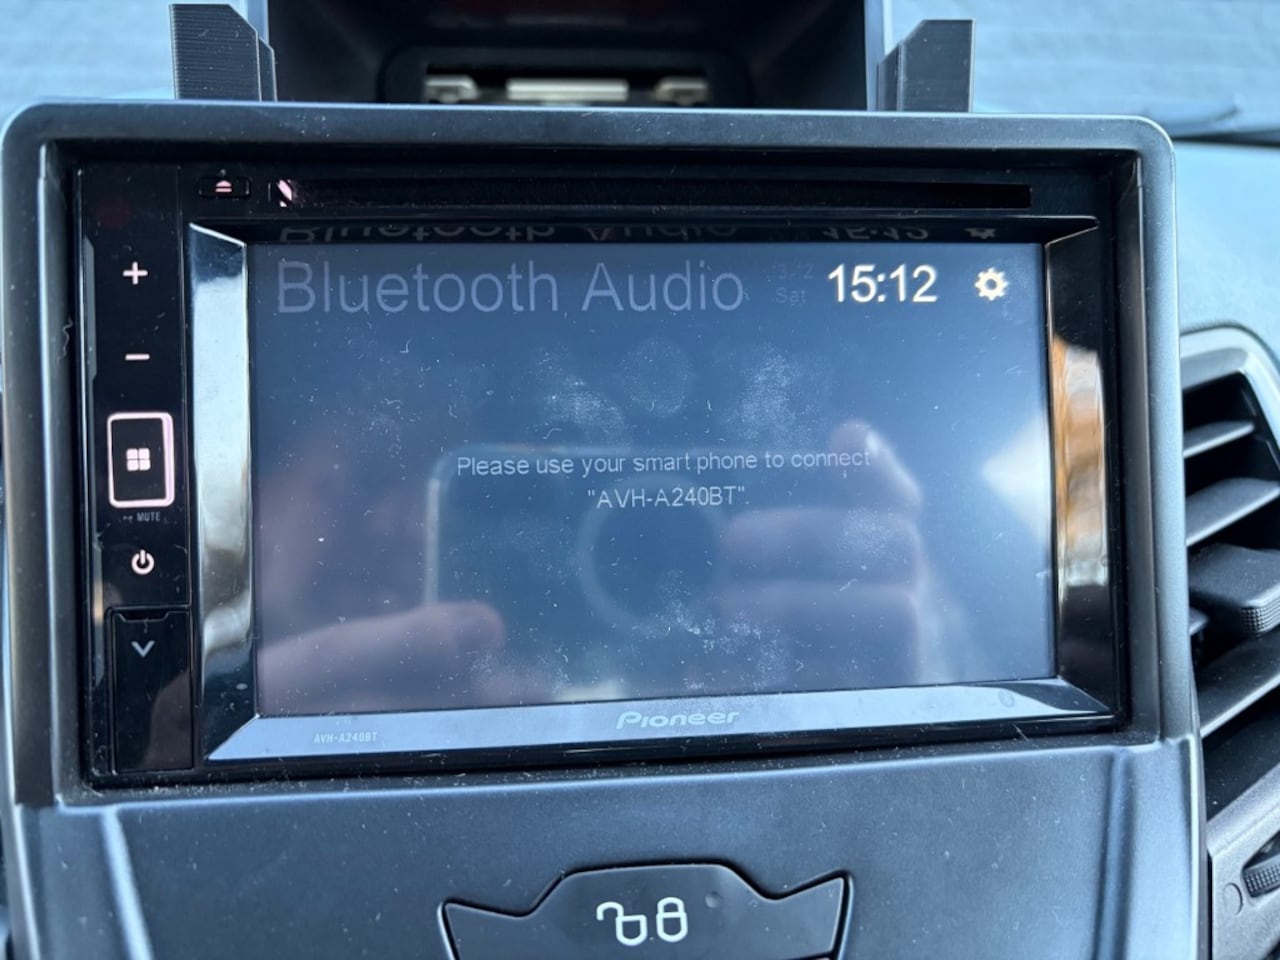 Bluetooth Audio
Sat
15:12
MUTE
Please use your smart phone to connect
"AVH-A240BT".
Pioneer
AVH-A240BT